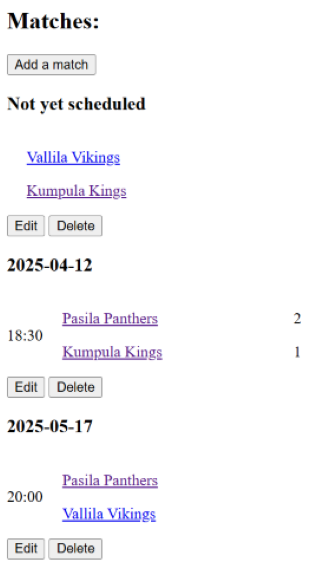 Matches:
Add a match
Not yet scheduled
Vallila Vikings
Kumpula Kings
Edit Delete
2025-04-12
18:30
Pasila Panthers 2
Kumpula Kings 1
Edit Delete
2025-05-17
20:00
Pasila Panthers
Vallila Vikings
Edit Delete